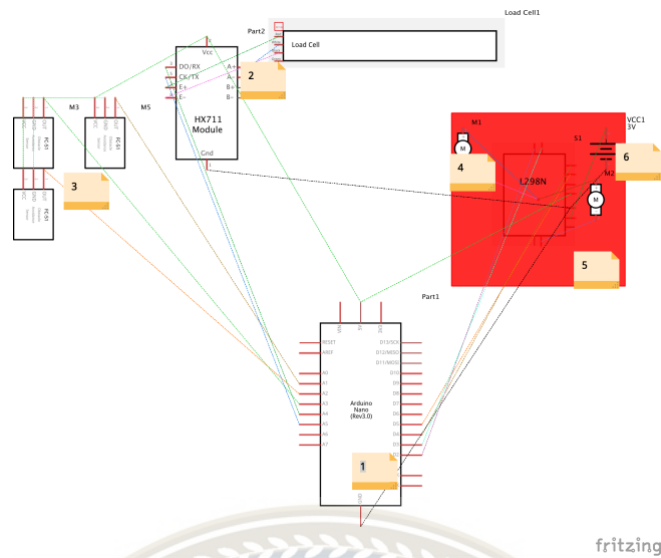 Load Cell1
Part2
Load Cell
Vcc
DO/RX
CK/TX
E+
E-
A+
A-
B+
B-
HX711
Module
Gnd
2
M3
M5
3
M1
M
4
L298N
S1
VCC1
3V
M2
M
6
5
Part1
RESET
AREF
A0
A1
A2
A3
A4
A5
A6
A7
D13/SCK
D12/MISO
D11/MOSI
D10
D9
D8
D7
D6
D5
D4
D3
D2
Arduino
Nano
(Rev3.0)
1
GND
fritzing